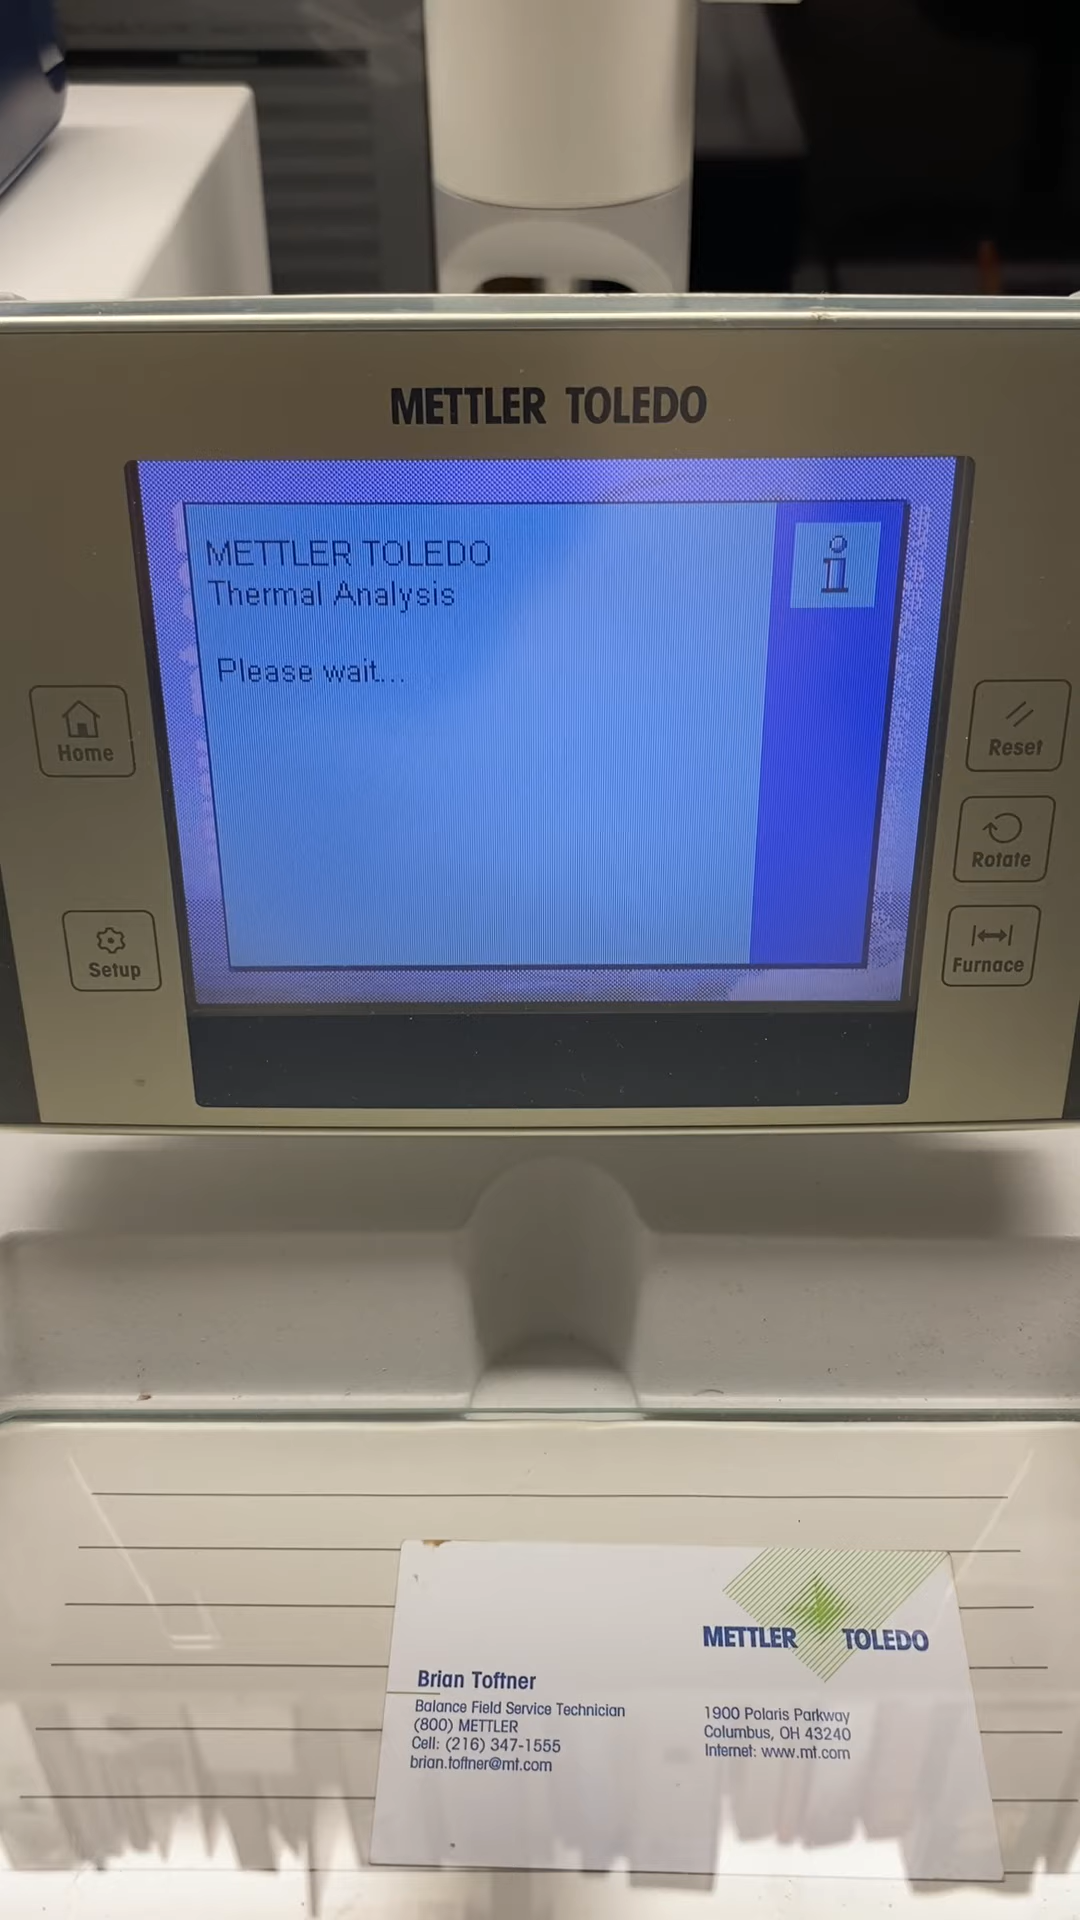 METTLER TOLEDO
METTLER TOLEDO
Thermal Analysis
Please wait...
Home
Setup
Reset
Rotate
Furnace
METTLER TOLEDO
Brian Toftner
Balance Field Service Technician
(800) METTLER
Cell: (216) 347-1555
brian.toftner@mt.com
1900 Polaris Parkway
Columbus, OH 43240
Internet: www.mt.com